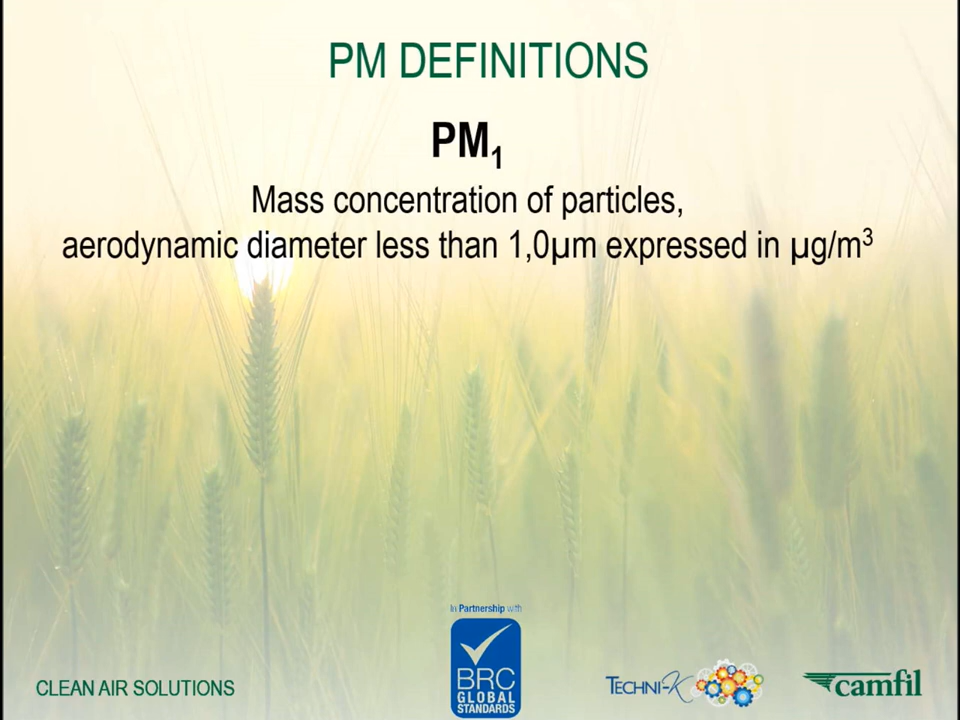 PM DEFINITIONS
PM₁
Mass concentration of particles,
aerodynamic diameter less than 1,0µm expressed in µg/m³
In Partnership with
BRC
GLOBAL
STANDARDS
CLEAN AIR SOLUTIONS
TECHNI-K
camfil